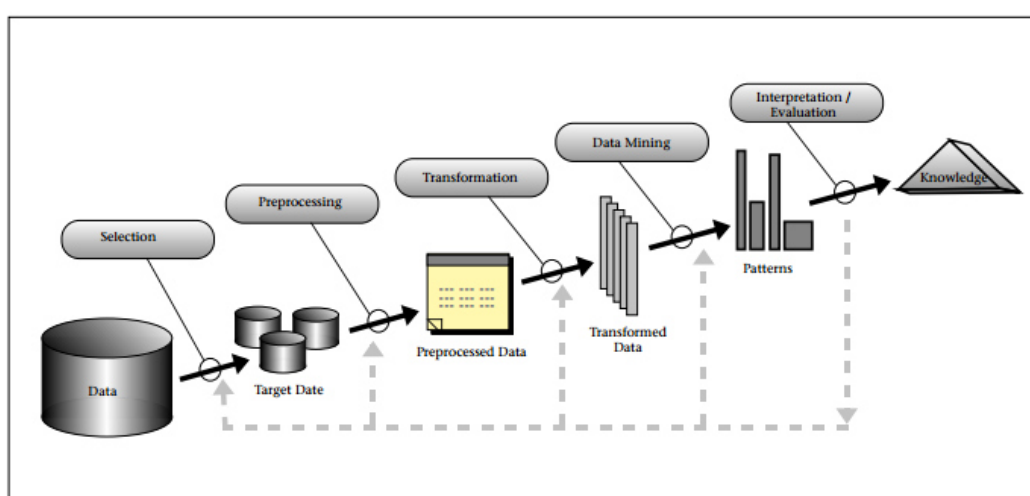 Interpretation /
Evaluation
Data Mining
Transformation
Preprocessing
Selection
Knowledge
Patterns
Transformed
Data
Preprocessed Data
Target Date
Data